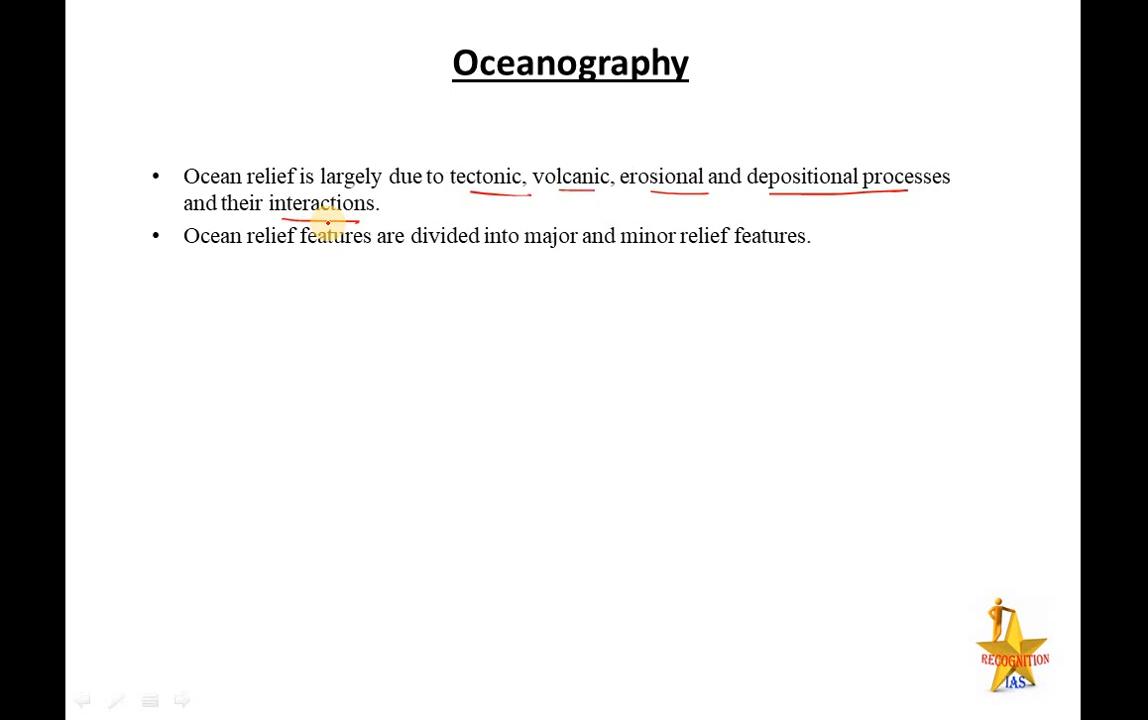 Oceanography
• Ocean relief is largely due to tectonic, volcanic, erosional and depositional processes
and their interactions.
• Ocean relief features are divided into major and minor relief features.
RECOGNITION
IAS